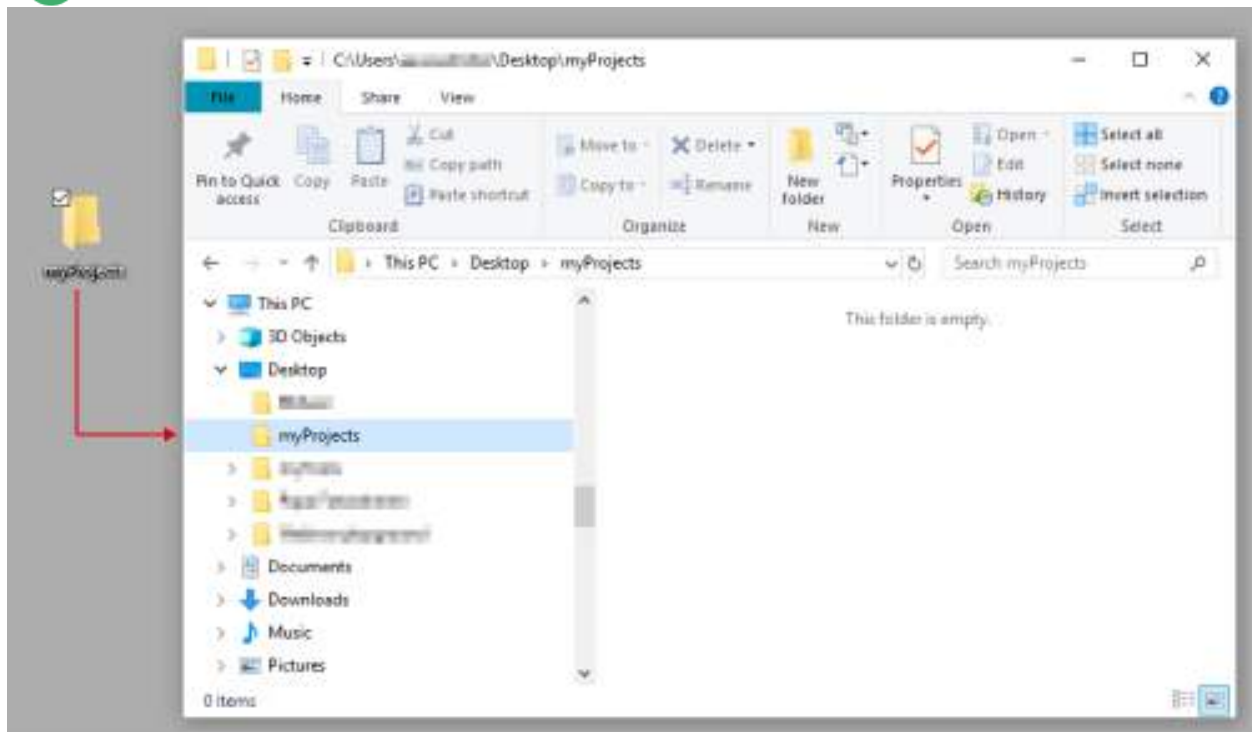 C:\Users\ \Desktop\myProjects
File Home Share View
Pin to Quick access
Copy
Paste
Cut
Copy path
Paste shortcut
Clipboard
Move to
Copy to
Delete
Rename
Organize
New folder
New
Properties
Open
Edit
History
Open
Select all
Select none
Invert selection
Select
myProjects
This PC Desktop myProjects
Search myProjects
This PC
This folder is empty.
3D Objects
Desktop
myProjects
Documents
Downloads
Music
Pictures
0 items